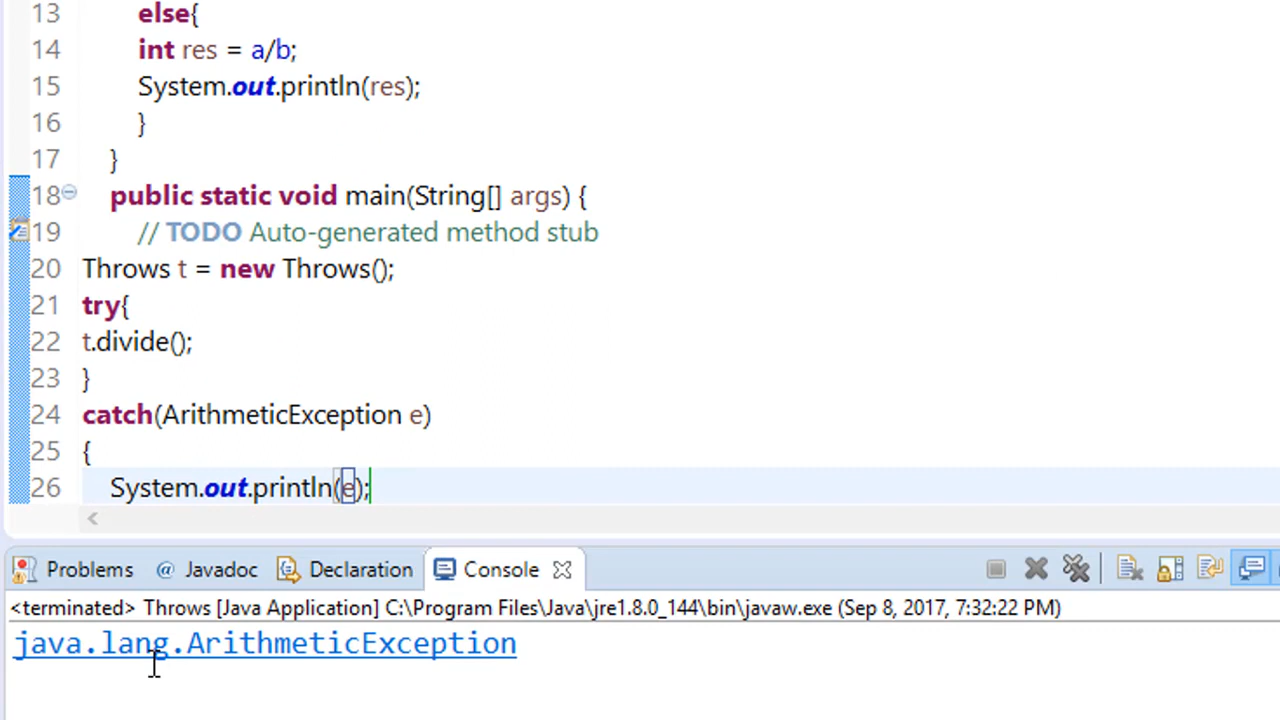 13 else{
14 int res = a/b;
15 System.out.println(res);
16 }
17 }
18 public static void main(String[] args) {
19 // TODO Auto-generated method stub
20 Throws t = new Throws();
21 try{
22 t.divide();
23 }
24 catch(ArithmeticException e)
25 {
26 System.out.println(e);
Problems @ Javadoc Declaration Console
<terminated> Throws [Java Application] C:\Program Files\Java\jre1.8.0_144\bin\javaw.exe (Sep 8, 2017, 7:32:22 PM)
java.lang.ArithmeticException